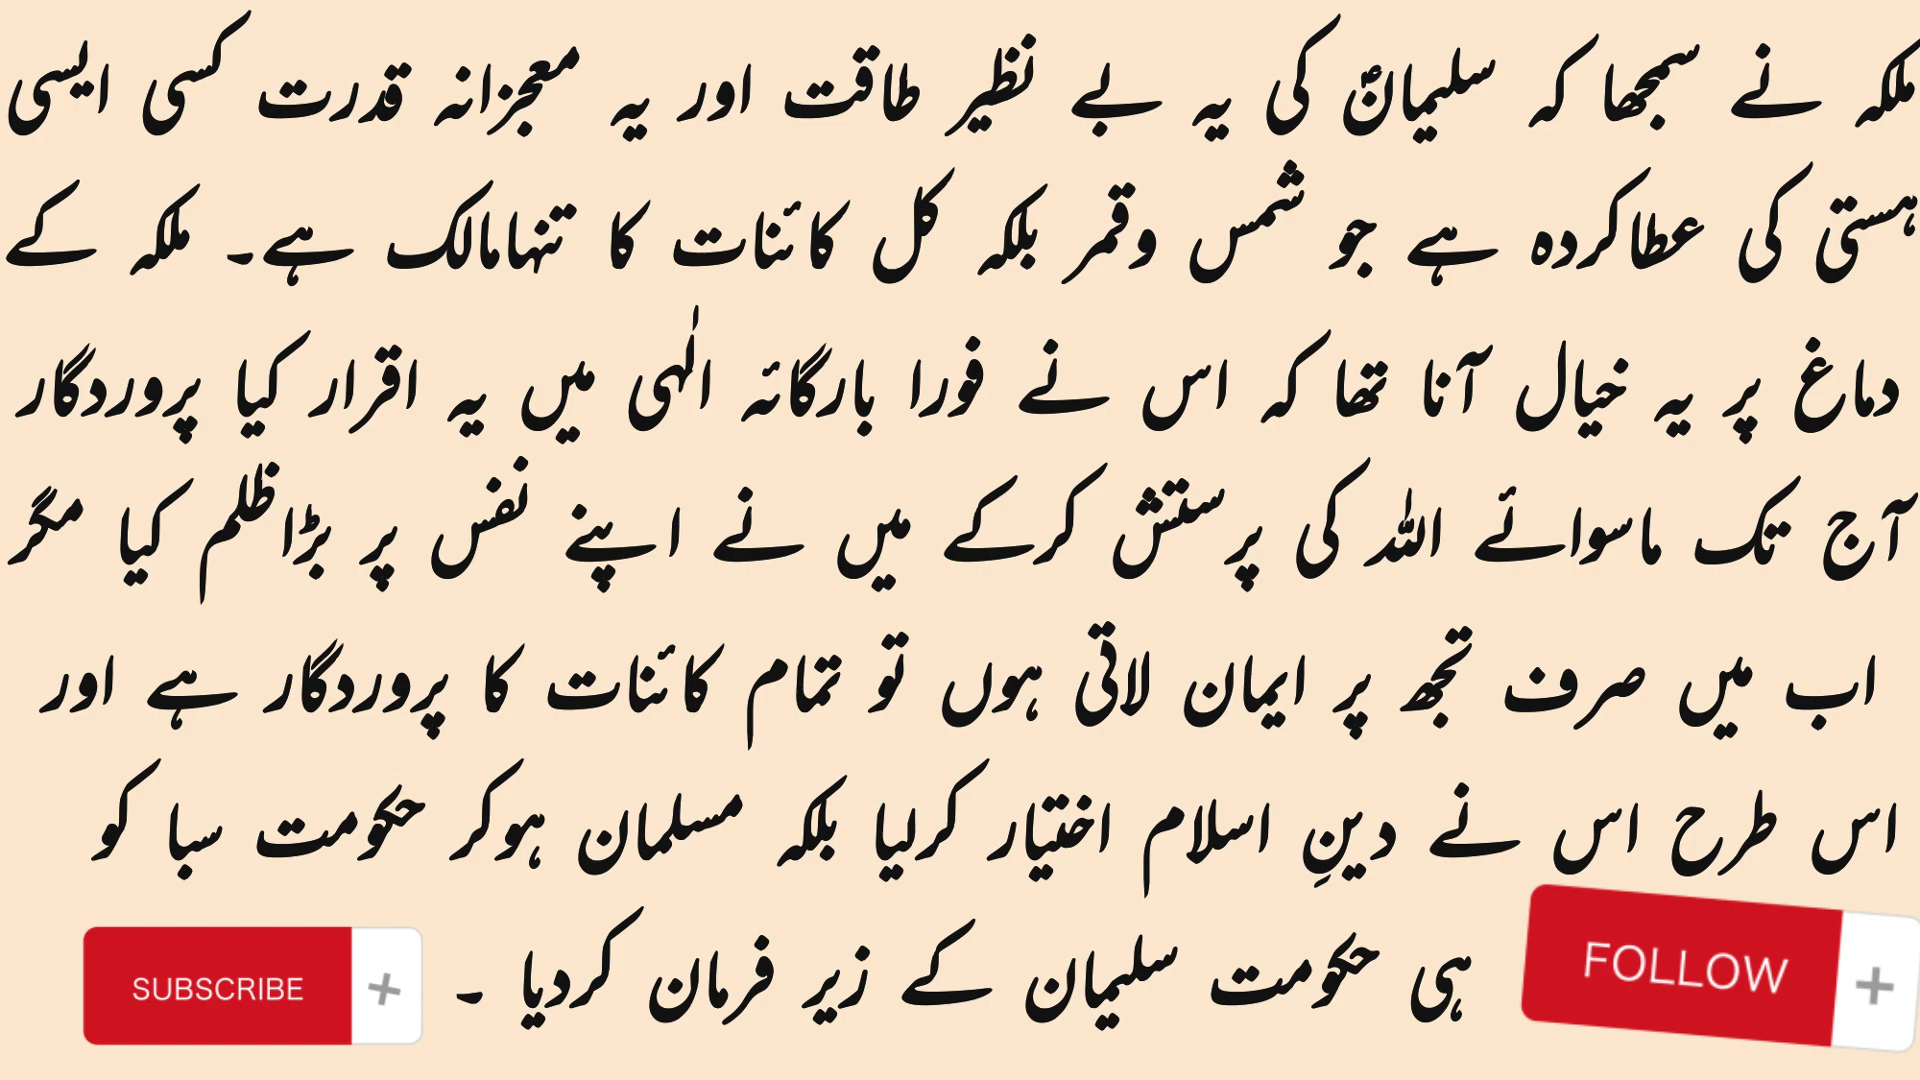 ملکہ نے سمجھا کہ سلیمانؑ کی یہ بے نظیر طاقت اور یہ معجزانہ قدرت کسی ایسی
ہستی کی عطاکردہ ہے جو شمس وقمر بلکہ کل کائنات کا تنہامالک ہے۔ ملکہ کے
دماغ پر یہ خیال آنا تھا کہ اس نے فورا بارگائہ الٰہی میں یہ اقرار کیا پروردگار
آج تک ماسوائے اللہ کی پرستش کرکے میں نے اپنے نفس پر بڑاظلم کیا مگر
اب میں صرف تجھ پر ایمان لاتی ہوں تو تمام کائنات کا پروردگار ہے اور
اس طرح اس نے دینِ اسلام اختیار کرلیا بلکہ مسلمان ہوکر حکومت سبا کو
ہی حکومت سلیمان کے زیر فرمان کردیا ۔
SUBSCRIBE +
FOLLOW +